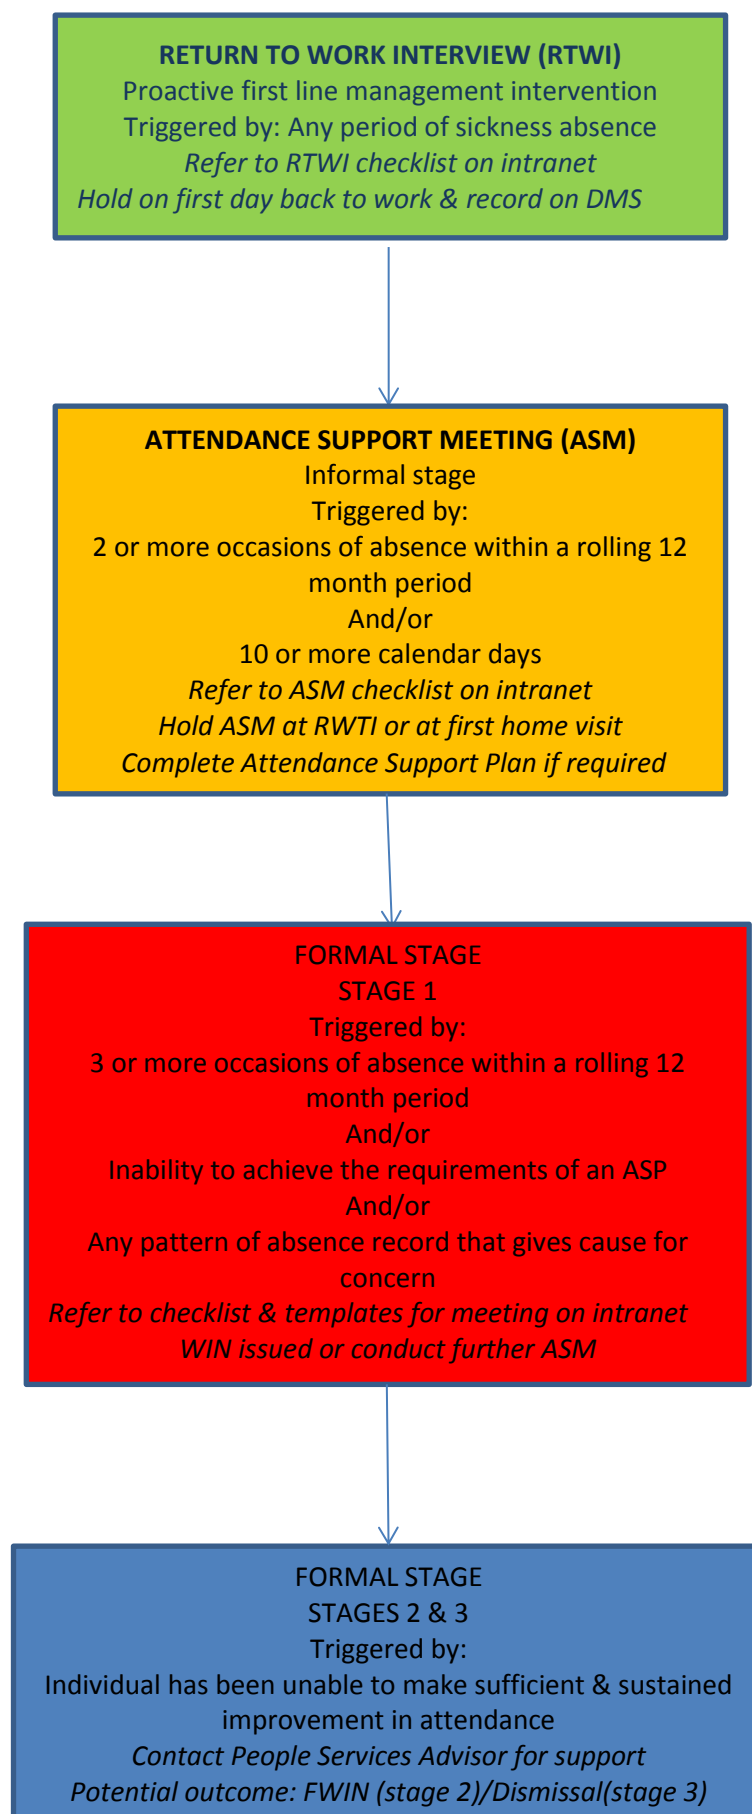 RETURN TO WORK INTERVIEW (RTWI)
Proactive first line management intervention
Triggered by: Any period of sickness absence
Refer to RTWI checklist on intranet
Hold on first day back to work & record on DMS
ATTENDANCE SUPPORT MEETING (ASM)
Informal stage
Triggered by:
2 or more occasions of absence within a rolling 12
month period
And/or
10 or more calendar days
Refer to ASM checklist on intranet
Hold ASM at RWTI or at first home visit
Complete Attendance Support Plan if required
FORMAL STAGE
STAGE 1
Triggered by:
3 or more occasions of absence within a rolling 12
month period
And/or
Inability to achieve the requirements of an ASP
And/or
Any pattern of absence record that gives cause for
concern
Refer to checklist & templates for meeting on intranet
WIN issued or conduct further ASM
FORMAL STAGE
STAGES 2 & 3
Triggered by:
Individual has been unable to make sufficient & sustained
improvement in attendance
Contact People Services Advisor for support
Potential outcome: FWIN (stage 2)/Dismissal(stage 3)